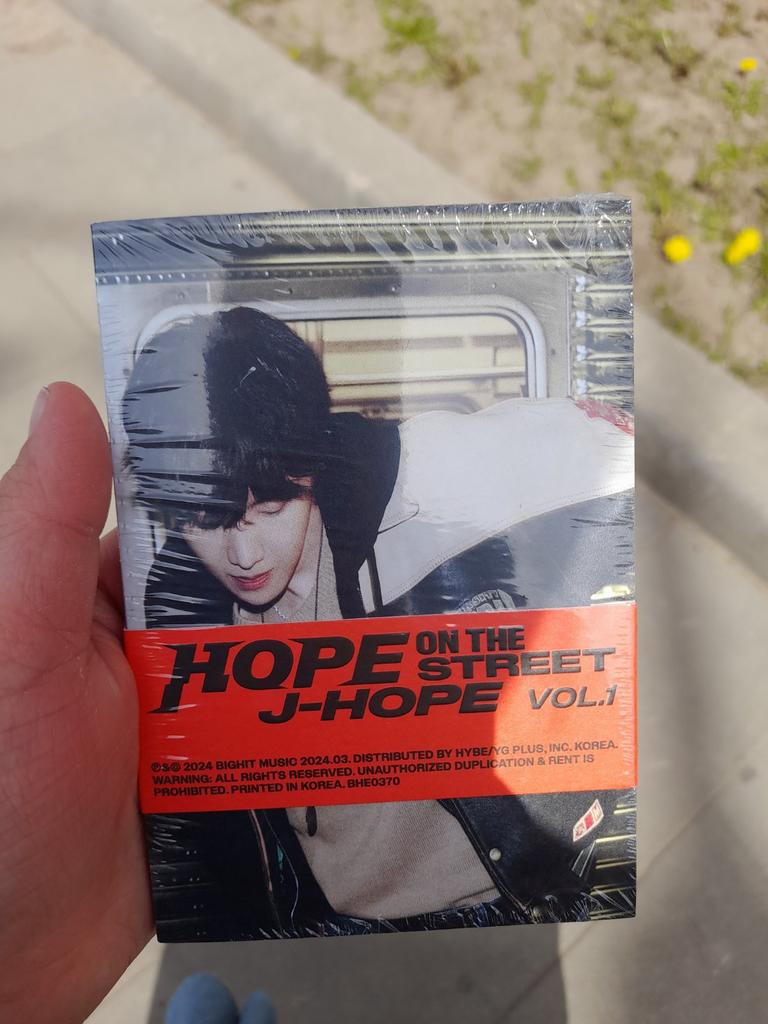 HOPE ON THE
STREET
J-HOPE VOL.1
℗&© 2024 BIGHIT MUSIC 2024.03. DISTRIBUTED BY HYBE/YG PLUS, INC. KOREA.
WARNING: ALL RIGHTS RESERVED. UNAUTHORIZED DUPLICATION & RENT IS
PROHIBITED. PRINTED IN KOREA. BHE0370